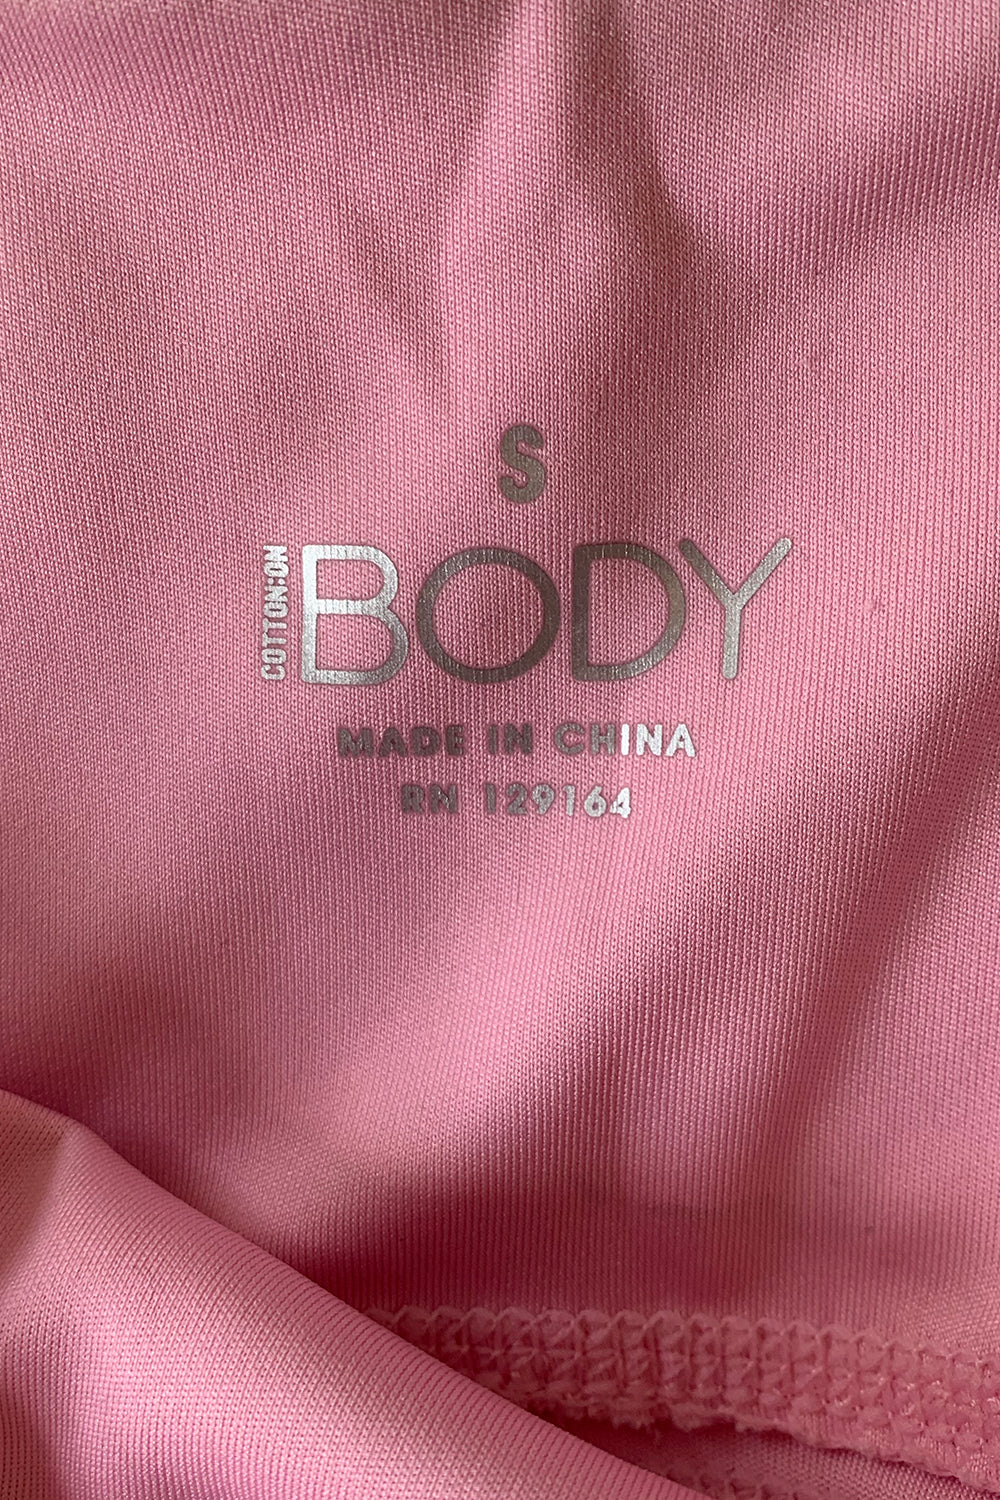 S
COTTON:ON
BODY
MADE IN CHINA
RN 129164